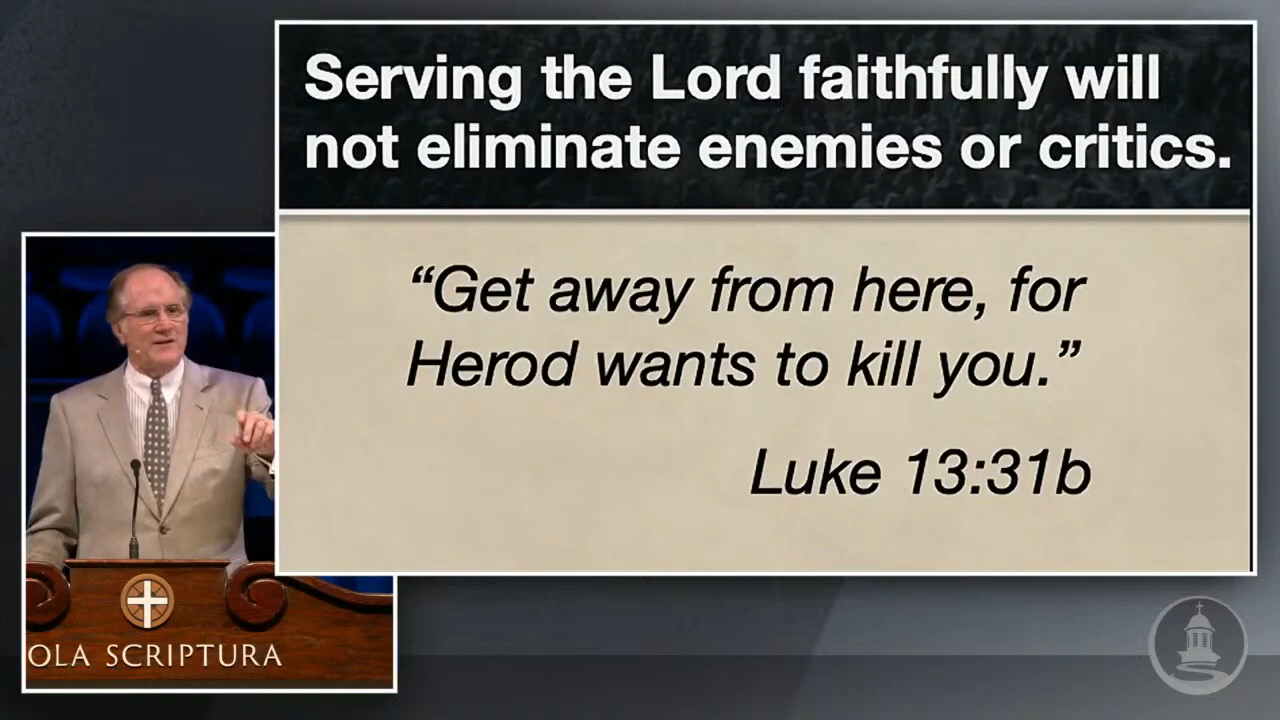 Serving the Lord faithfully will
not eliminate enemies or critics.
“Get away from here, for
Herod wants to kill you.”
Luke 13:31b
OLA SCRIPTURA